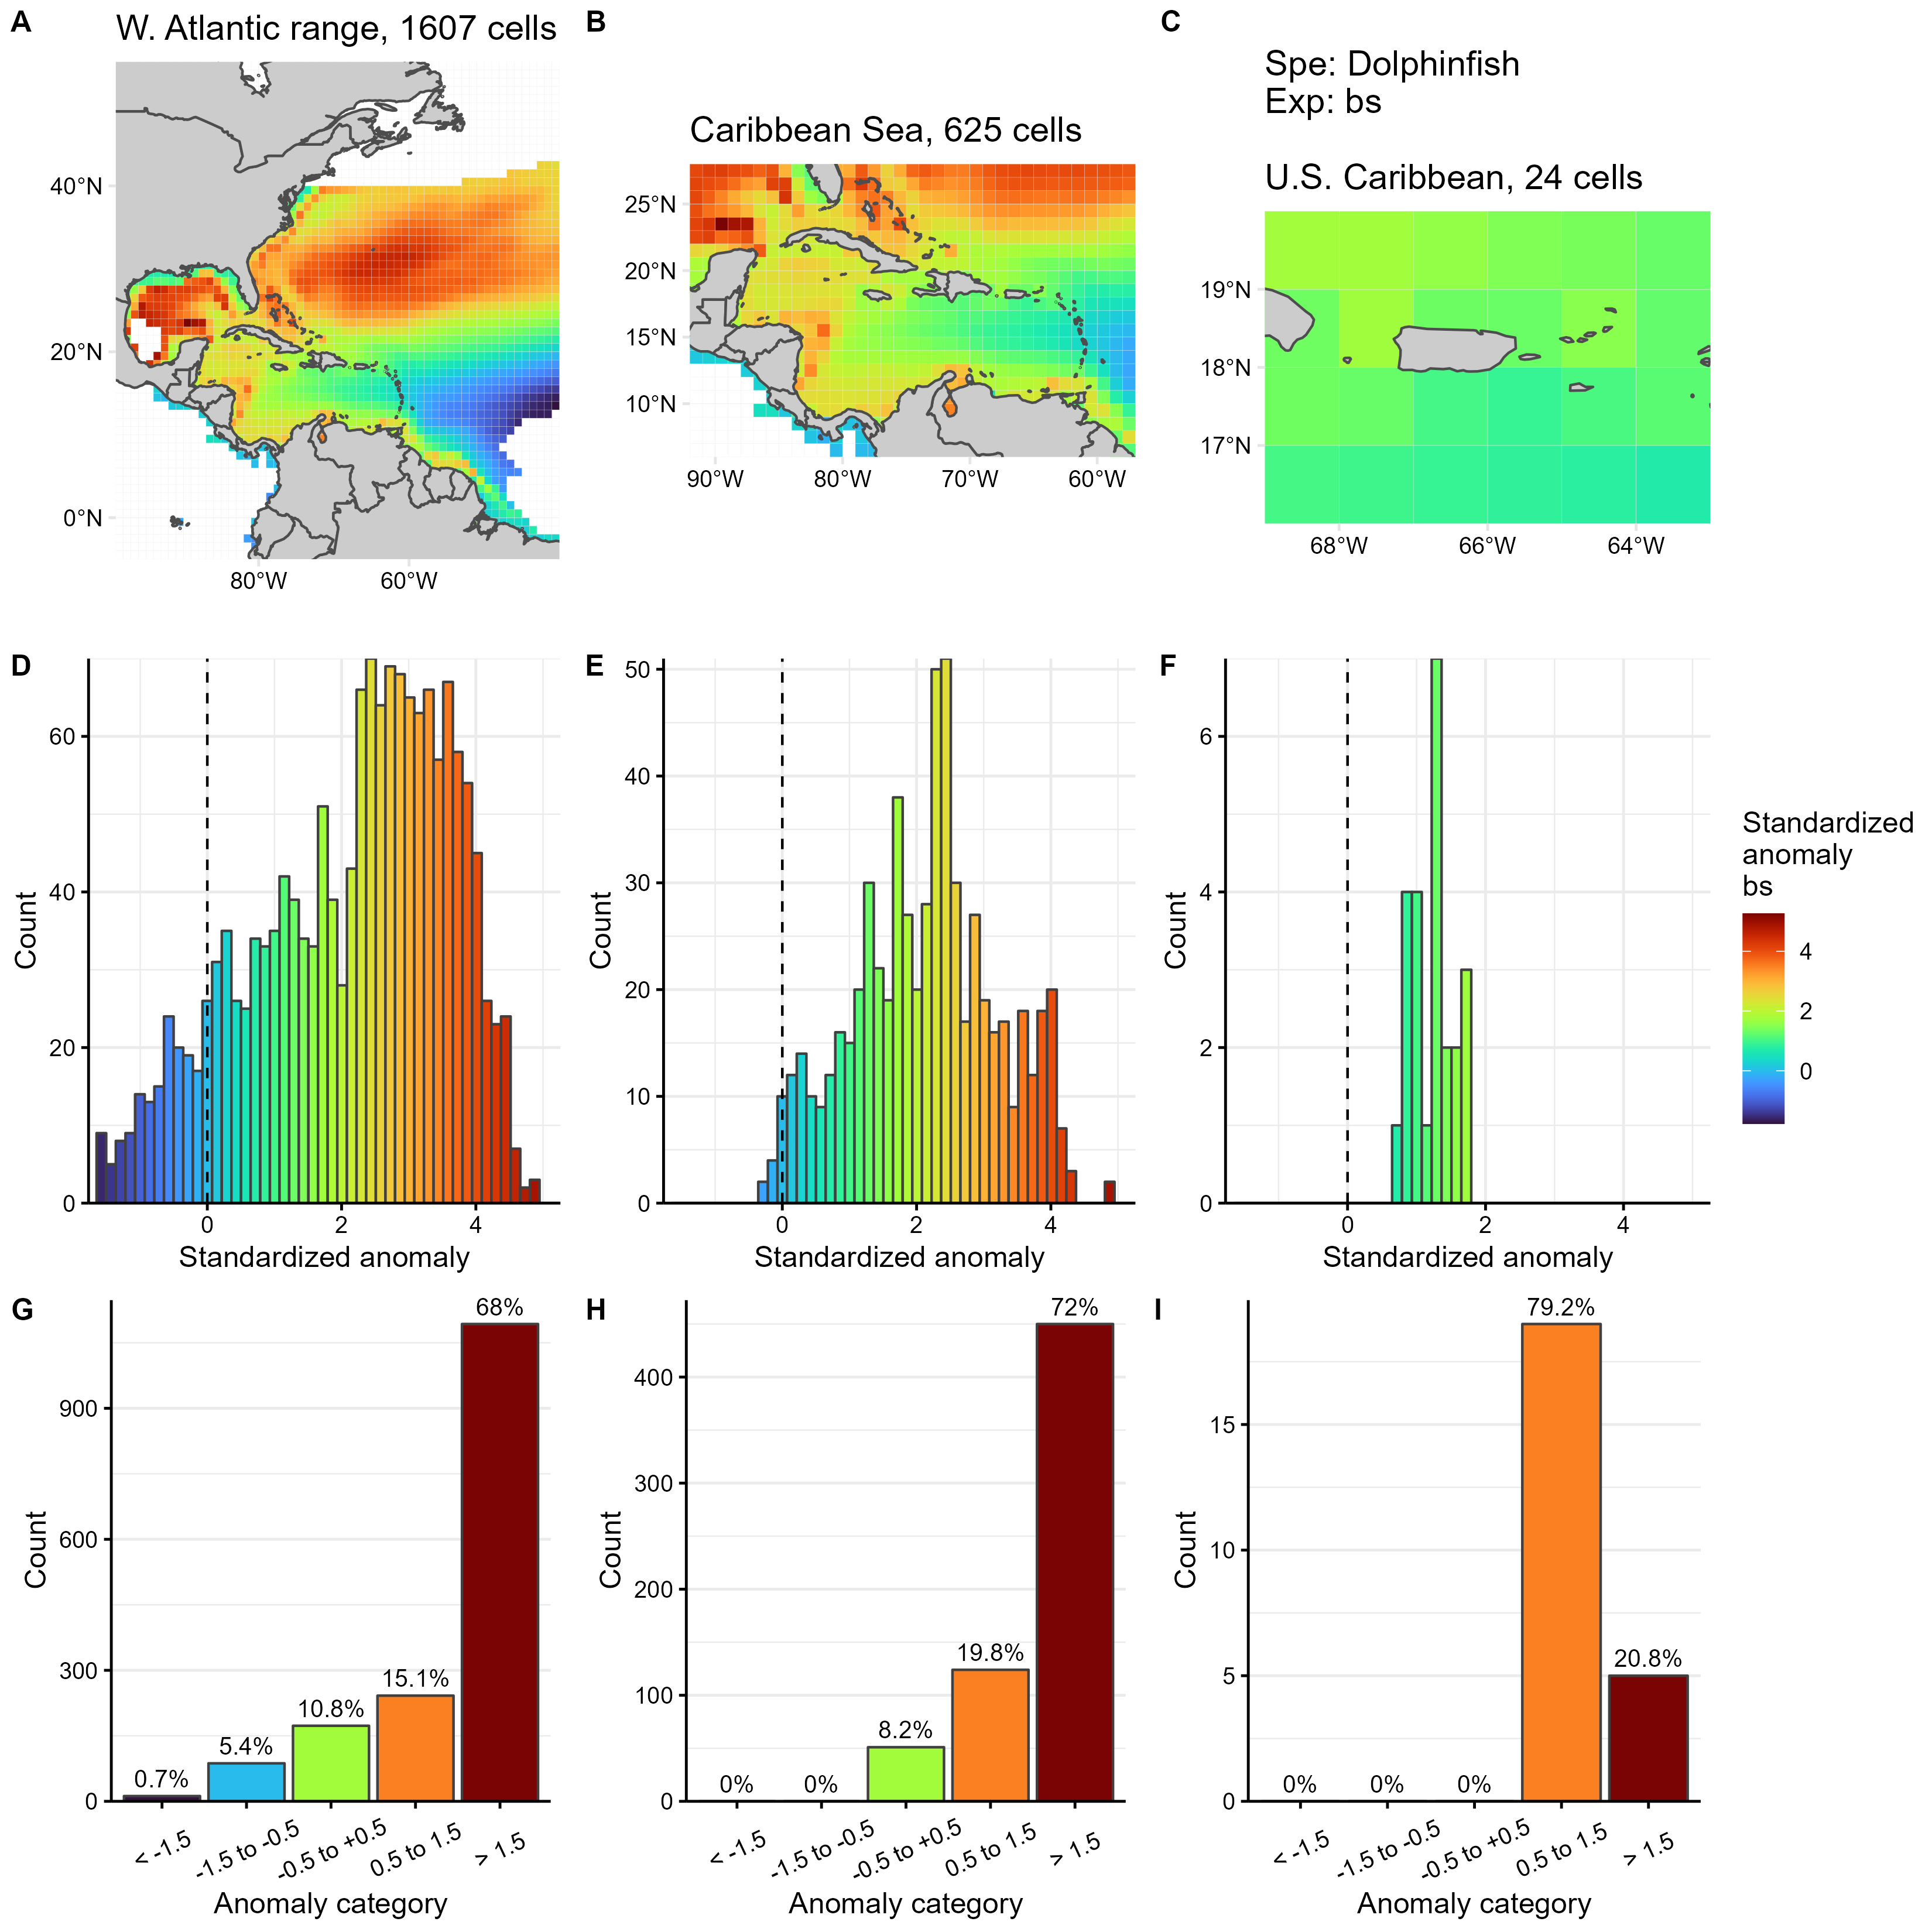 A
W. Atlantic range, 1607 cells
40°N
20°N
0°N
80°W
60°W
B
Caribbean Sea, 625 cells
25°N
20°N
15°N
10°N
90°W
80°W
70°W
60°W
C
Spe: Dolphinfish
Exp: bs
U.S. Caribbean, 24 cells
19°N
18°N
17°N
68°W
66°W
64°W
D
Count
60
40
20
0
0
2
4
Standardized anomaly
E
Count
50
40
30
20
10
0
0
2
4
Standardized anomaly
F
Count
6
4
2
0
0
2
4
Standardized anomaly
Standardized
anomaly
bs
4
2
0
G
Count
900
600
300
0
0.7%
5.4%
10.8%
15.1%
68%
< -1.5
-1.5 to -0.5
-0.5 to +0.5
0.5 to 1.5
> 1.5
Anomaly category
H
Count
400
300
200
100
0
0%
0%
8.2%
19.8%
72%
< -1.5
-1.5 to -0.5
-0.5 to +0.5
0.5 to 1.5
> 1.5
Anomaly category
I
Count
15
10
5
0
0%
0%
0%
79.2%
20.8%
< -1.5
-1.5 to -0.5
-0.5 to +0.5
0.5 to 1.5
> 1.5
Anomaly category